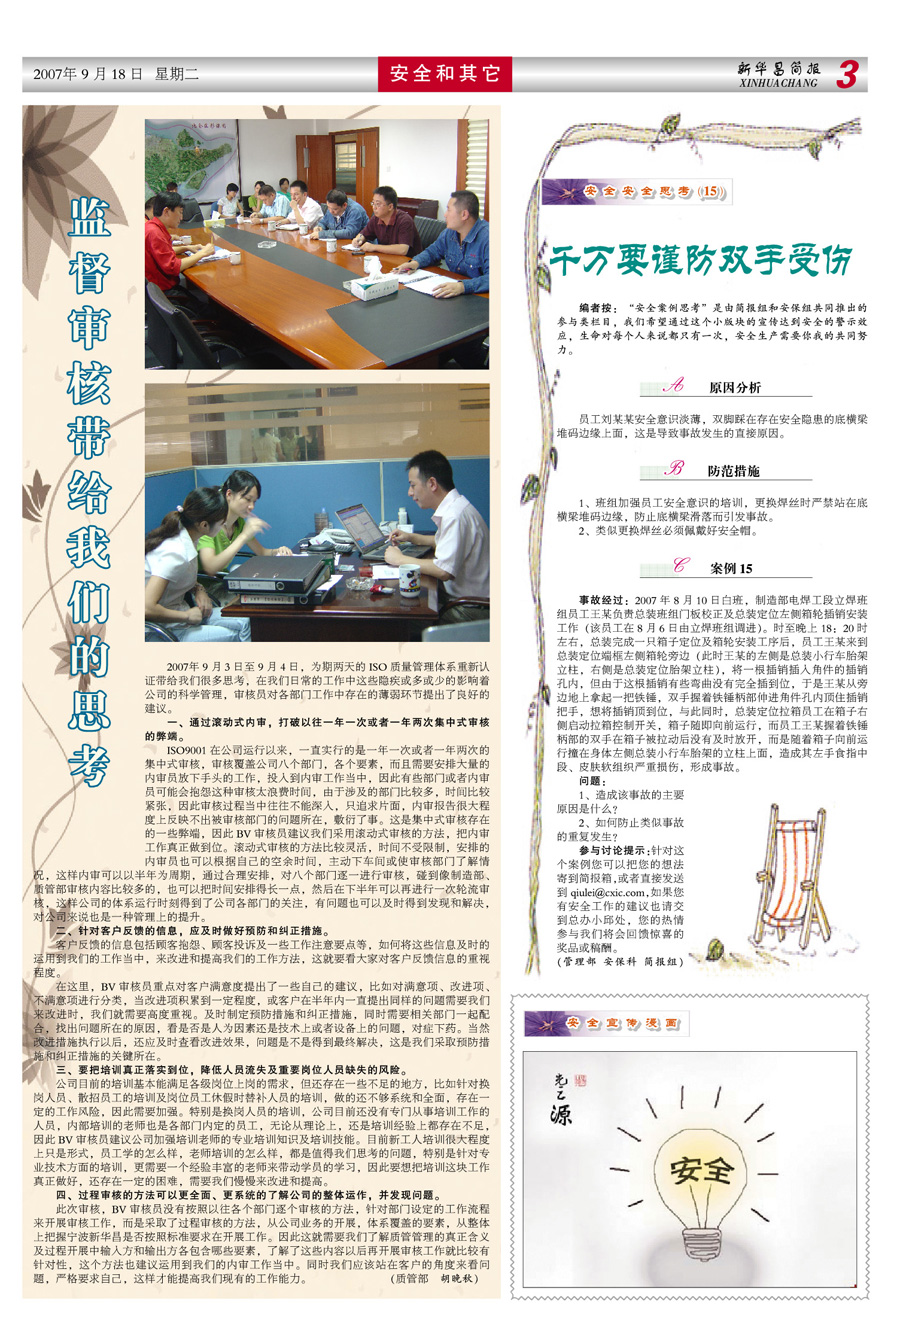 2007年 9 月 18 日 星期二
安全和其它
新华昌简报
XINHUACHANG
3
监督审核带给我们的思考
2007年 9 月 3 日至 9 月 4 日，为期两天的 ISO 质量管理体系重新认
证带给我们很多思考，在我们日常的工作中这些隐疾或多或少的影响着
公司的科学管理，审核员对各部门工作中存在的薄弱环节提出了良好的
建议。
一、通过滚动式内审，打破以往一年一次或者一年两次集中式审核
的弊端。
ISO9001 在公司运行以来，一直实行的是一年一次或者一年两次的
集中式审核，审核覆盖公司八个部门，各个要素，而且需要安排大量的
内审员放下手头的工作，投入到内审工作当中，因此有些部门或者内审
员可能会抱怨这种审核太浪费时间，由于涉及的部门比较多，时间比较
紧张，因此审核过程当中往往不能深入，只追求片面，内审报告很大程
度上反映不出被审核部门的问题所在，敷衍了事。这是集中式审核存在
的一些弊端，因此 BV 审核员建议我们采用滚动式审核的方法，把内审
工作真正做到位。滚动式审核的方法比较灵活，时间不受限制，安排的
内审员也可以根据自己的空余时间，主动下车间或使审核部门了解情
况，这样内审可以以半年为周期，通过合理安排，对八个部门逐一进行审核，碰到像制造部、
质管部审核内容比较多的，也可以把时间安排得长一点，然后在下半年可以再进行一次轮流审
核，这样公司的体系运行时刻得到了公司各部门的关注，有问题也可以及时得到发现和解决，
对公司来说也是一种管理上的提升。
二、针对客户反馈的信息，应及时做好预防和纠正措施。
客户反馈的信息包括顾客抱怨、顾客投诉及一些工作注意要点等，如何将这些信息及时的
运用到我们的工作当中，来改进和提高我们的工作方法，这就要看大家对客户反馈信息的重视
程度。
在这里，BV 审核员重点对客户满意度提出了一些自己的建议，比如对满意项、改进项、
不满意项进行分类，当改进项积累到一定程度，或客户在半年内一直提出同样的问题需要我们
来改进时，我们就需要高度重视。及时制定预防措施和纠正措施，同时需要相关部门一起配
合，找出问题所在的原因，看是否是人为因素还是技术上或者设备上的问题，对症下药。当然
改进措施执行以后，还应及时查看改进效果，问题是不是得到最终解决，这是我们采取预防措
施和纠正措施的关键所在。
三、要把培训真正落实到位，降低人员流失及重要岗位人员缺失的风险。
公司目前的培训基本能满足各级岗位上岗的需求，但还存在一些不足的地方，比如针对换
岗人员、散招员工的培训及岗位员工休假时替补人员的培训，做的还不够系统和全面，存在一
定的工作风险，因此需要加强。特别是换岗人员的培训，公司目前还没有专门从事培训工作的
人员，内部培训的老师也是各部门内定的员工，无论从理论上，还是培训经验上都存在不足，
因此 BV 审核员建议公司加强培训老师的专业培训知识及培训技能。目前新工人培训很大程度
上只是形式，员工学的怎么样，老师培训的怎么样，都是值得我们思考的问题，特别是针对专
业技术方面的培训，更需要一个经验丰富的老师来带动学员的学习，因此要想把培训这块工作
真正做好，还存在一定的困难，需要我们慢慢来改进和提高。
四、过程审核的方法可以更全面、更系统的了解公司的整体运作，并发现问题。
此次审核，BV 审核员没有按照以往各个部门逐个审核的方法，针对部门设定的工作流程
来开展审核工作，而是采取了过程审核的方法，从公司业务的开展，体系覆盖的要素，从整体
上把握宁波新华昌是否按照标准要求在开展工作。因此这就需要我们了解质管管理的真正含义
及过程开展中输入方和输出方各包含哪些要素，了解了这些内容以后再开展审核工作就比较有
针对性，这个方法也建议运用到我们的内审工作当中。同时我们应该站在客户的角度来看问
题，严格要求自己，这样才能提高我们现有的工作能力。 (质管部 胡晚秋)
安全安全思考 (15)
千万要谨防双手受伤
编者按：“安全案例思考”是由简报组和安保组共同推出的
参与类栏目，我们希望通过这个小版块的宣传达到安全的警示效
应，生命对每个人来说都只有一次，安全生产需要你我的共同努
力。
A 原因分析
员工刘某某安全意识淡薄，双脚踩在存在安全隐患的底横梁
堆码边缘上面，这是导致事故发生的直接原因。
B 防范措施
1、班组加强员工安全意识的培训，更换焊丝时严禁站在底
横梁堆码边缘，防止底横梁滑落而引发事故。
2、类似更换焊丝必须佩戴好安全帽。
C 案例 15
事故经过：2007 年 8 月 10 日白班，制造部电焊工段立焊班
组员工王某负责总装班组门板校正及总装定位左侧箱轮插销安装
工作（该员工在 8 月 6 日由立焊班组调进）。时至晚上 18：20 时
左右，总装完成一只箱子定位及箱轮安装工序后，员工王某来到
总装定位端框左侧箱轮旁边（此时王某的左侧是总装小行车胎架
立柱，右侧是总装定位胎架立柱），将一根插销插入角件的插销
孔内，但由于这根插销有些弯曲没有完全插到位，于是王某从旁
边地上拿起一把铁锤，双手握着铁锤柄部伸进角件孔内顶住插销
把手，想将插销顶到位，与此同时，总装定位拉箱员工在箱子右
侧启动拉箱控制开关，箱子随即向前运行，而员工王某握着铁锤
柄部的双手在箱子被拉动后没有及时放开，而是随着箱子向前运
行撞在身体左侧总装小行车胎架的立柱上面，造成其左手食指中
段、皮肤软组织严重损伤，形成事故。
问题：
1、造成该事故的主要
原因是什么？
2、如何防止类似事故
的重复发生？
参与讨论提示：针对这
个案例您可以把您的想法
寄到简报箱，或者直接发送
到 qiulei@cxic.com，如果您
有安全工作的建议也请交
到总办小邱处，您的热情
参与我们将会回馈惊喜的
奖品或稿酬。
(管理部 安保科 简报组)
安全宣传漫画
安全